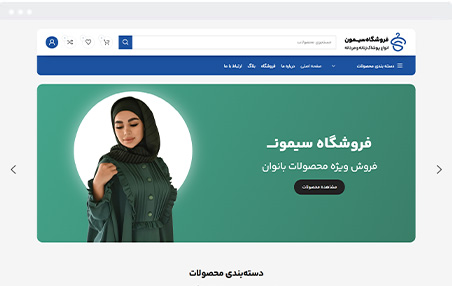 فروشگاه سیمون
انواع پوشاک زنانه و مردانه
جستجوی محصولات
دسته بندی محصولات
صفحه اصلی
درباره ما
فروشگاه
بلاگ
ارتباط با ما
فروشگاه سیمونـــ
فروش ویژه محصولات بانوان
مشاهده محصولات
دسته‌بندی محصولات